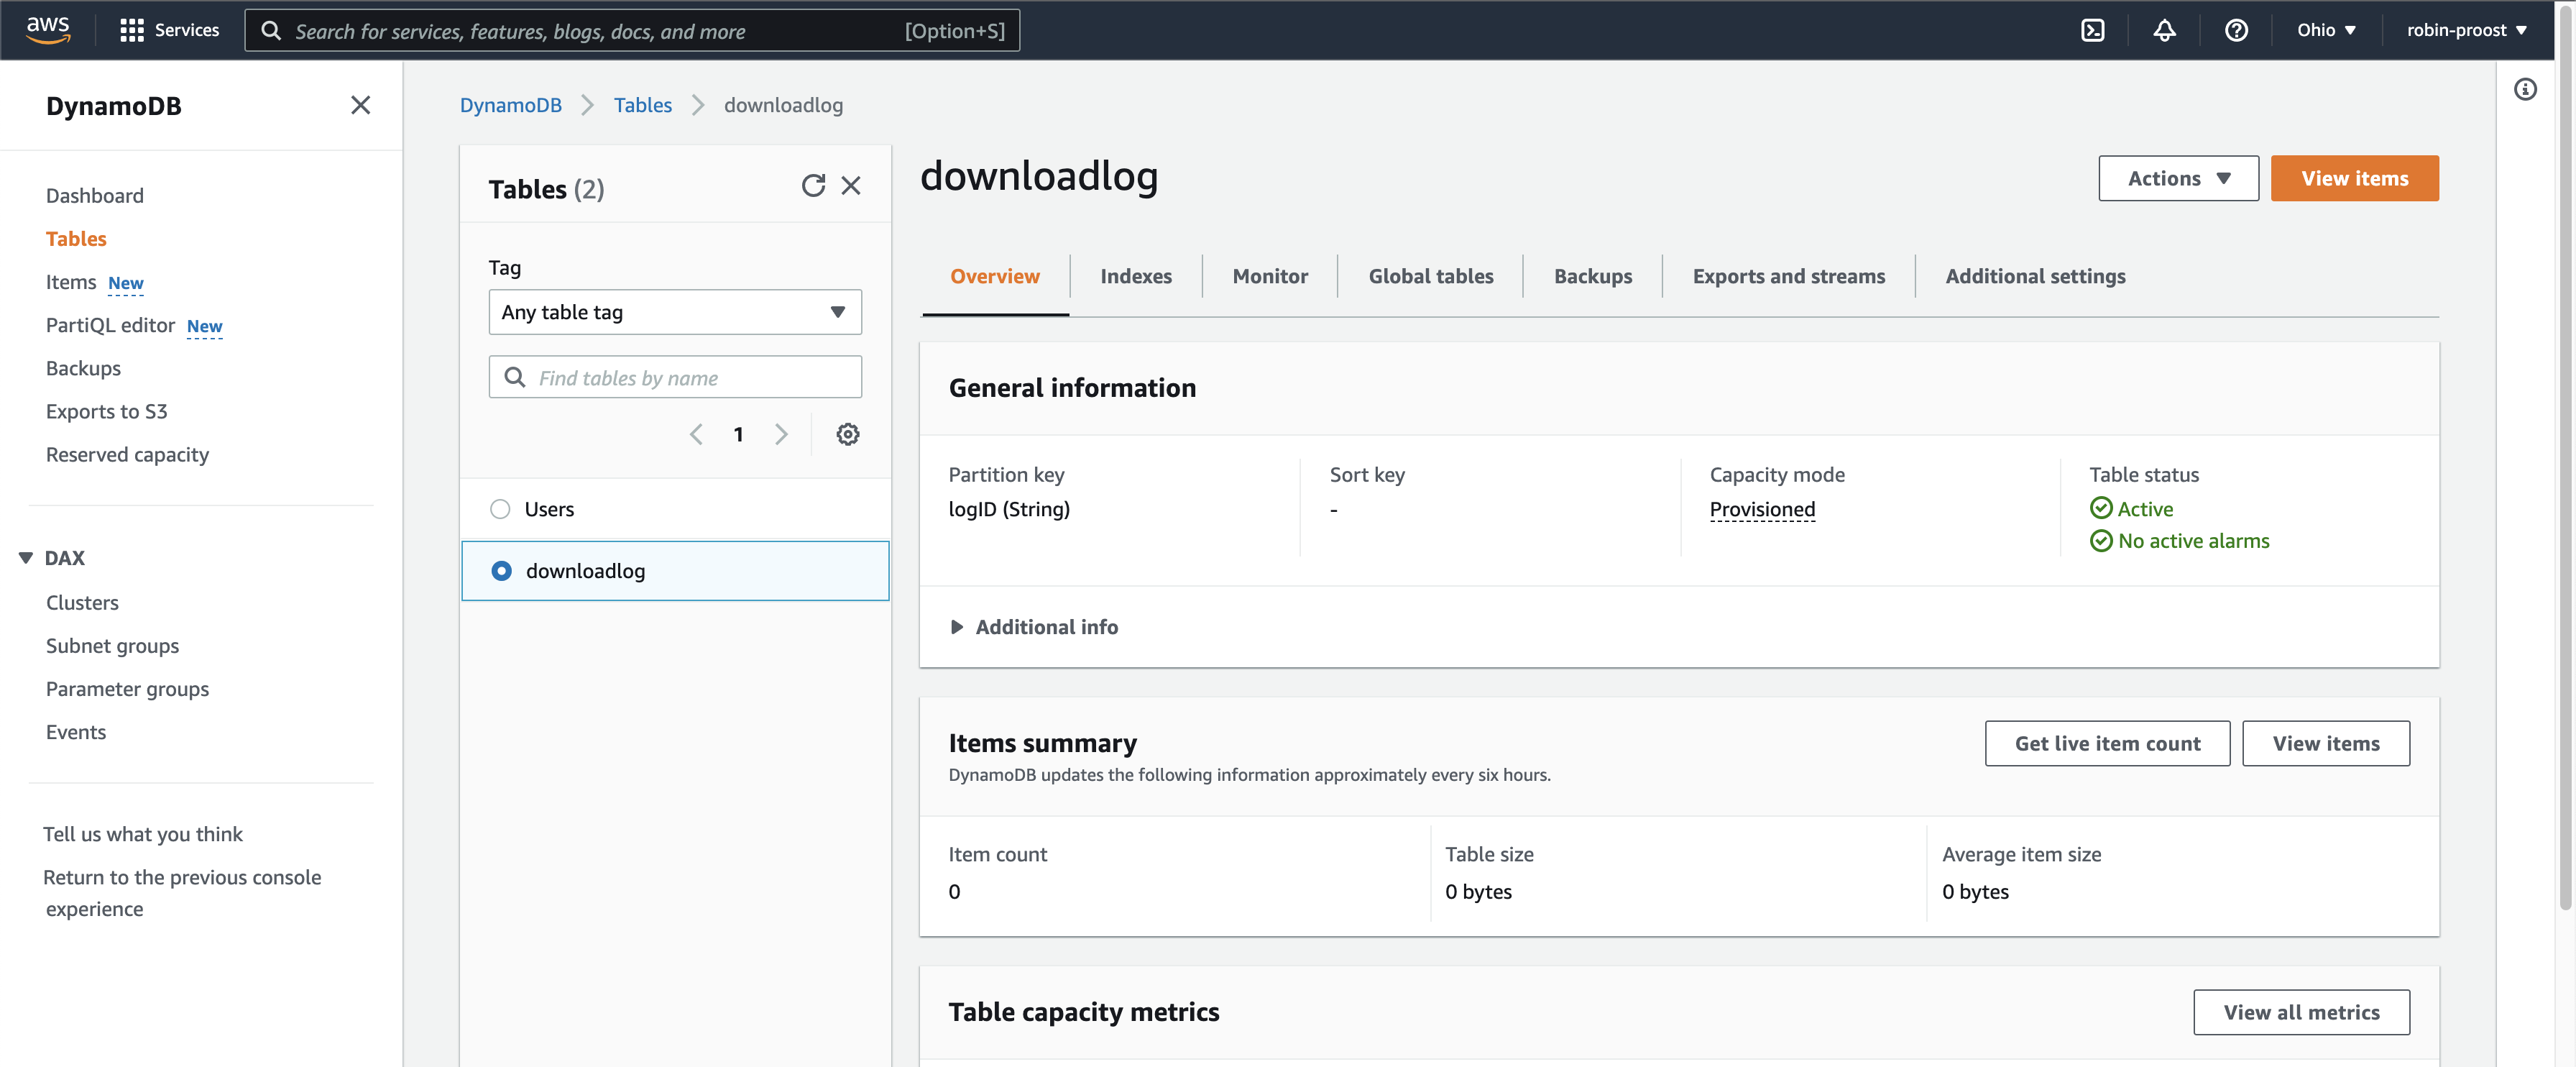 aws
Services
Search for services, features, blogs, docs, and more
[Option+S]
Ohio ▼
robin-proost ▼
DynamoDB
Dashboard
Tables
Items New
PartiQL editor New
Backups
Exports to S3
Reserved capacity
DAX
Clusters
Subnet groups
Parameter groups
Events
Tell us what you think
Return to the previous console
experience
DynamoDB > Tables > downloadlog
Tables (2)
Tag
Any table tag
Find tables by name
1
Users
downloadlog
downloadlog
Actions ▼
View items
Overview
Indexes
Monitor
Global tables
Backups
Exports and streams
Additional settings
General information
Partition key
logID (String)
Sort key
-
Capacity mode
Provisioned
Table status
Active
No active alarms
Additional info
Items summary
DynamoDB updates the following information approximately every six hours.
Get live item count
View items
Item count
0
Table size
0 bytes
Average item size
0 bytes
Table capacity metrics
View all metrics